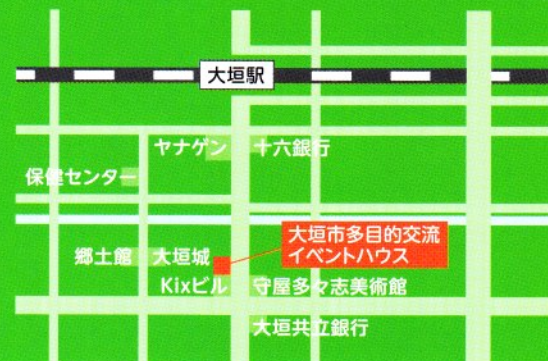 大垣駅
ヤナゲン
十六銀行
保健センター
大垣市多目的交流
イベントハウス
郷土館
大垣城
Kixビル
守屋多々志美術館
大垣共立銀行